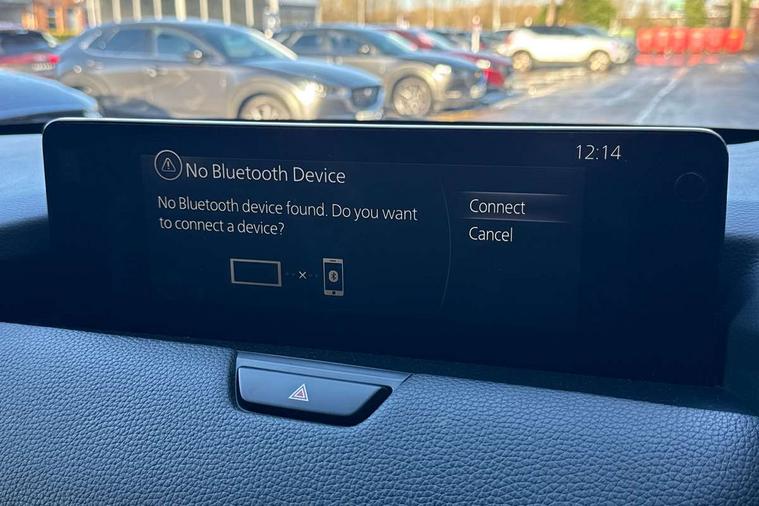 12:14
No Bluetooth Device
No Bluetooth device found. Do you want
to connect a device?
Connect
Cancel